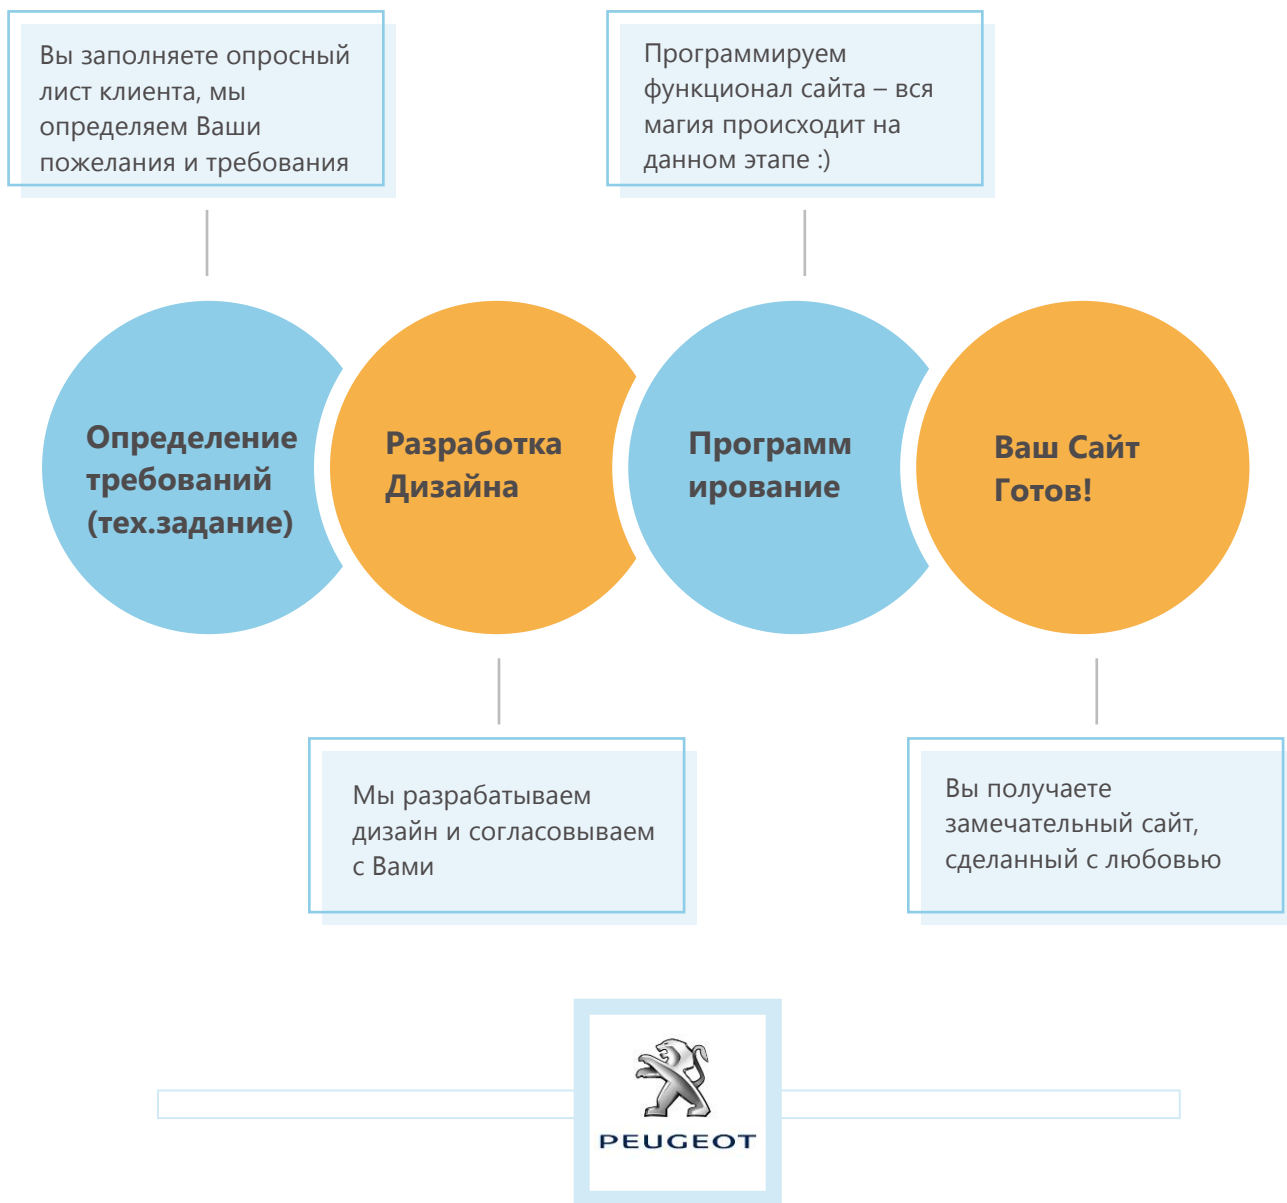 Вы заполняете опросный
лист клиента, мы
определяем Ваши
пожелания и требования
Программируем
функционал сайта – вся
магия происходит на
данном этапе :)
Определение
требований
(тех.задание)
Разработка
Дизайна
Программ
ирование
Ваш Сайт
Готов!
Мы разрабатываем
дизайн и согласовываем
с Вами
Вы получаете
замечательный сайт,
сделанный с любовью
PEUGEOT